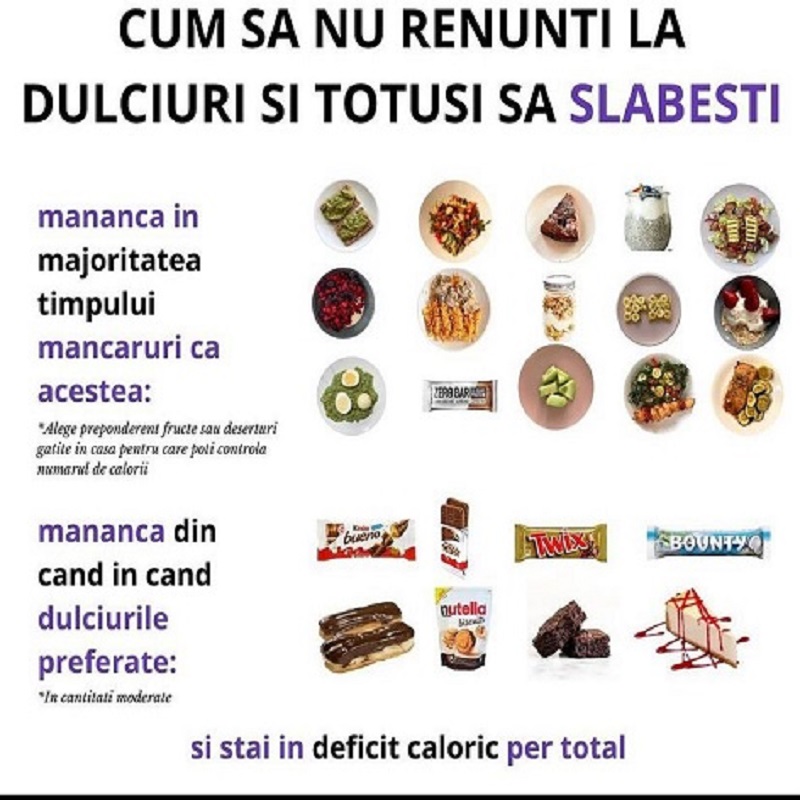 CUM SA NU RENUNTI LA
DULCIURI SI TOTUSI SA SLABESTI
mananca in
majoritatea
timpului
mancaruri ca
acestea:
*Alege preponderent fructe sau deserturi
gatite in casa pentru care poti controla
numarul de calorii
ZEROBAR
mananca din
cand in cand
dulciurile
preferate:
*In cantitati moderate
Kinder
bueno
TWIX
BOUNTY
nutella
biscuits
si stai in deficit caloric per total